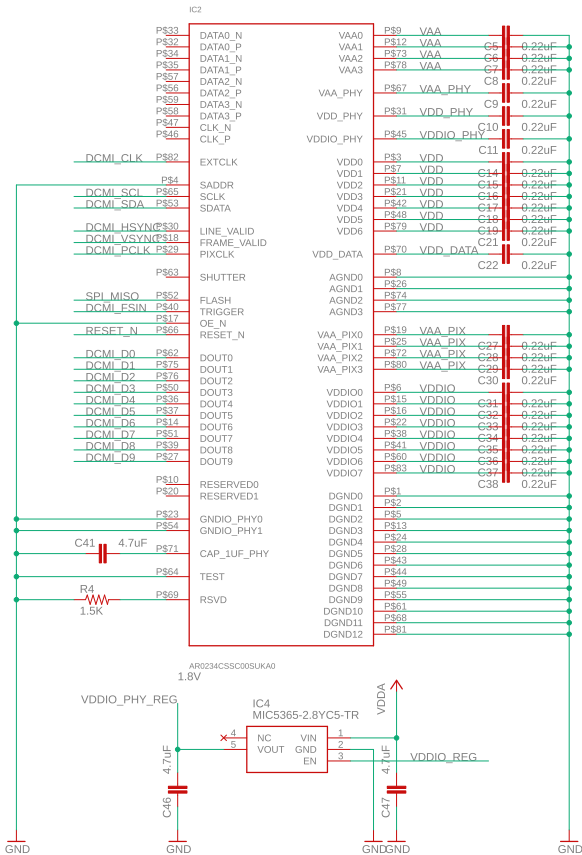 IC2
P$33 DATA0_N VAA0 P$9 VAA
P$32 DATA0_P VAA1 P$12 VAA C5 0.22uF
P$34 DATA1_N VAA2 P$73 VAA C6 0.22uF
P$35 DATA1_P VAA3 P$78 VAA C7 0.22uF
P$57 DATA2_N C8 0.22uF
P$56 DATA2_P VAA_PHY P$67 VAA_PHY
P$59 DATA3_N C9 0.22uF
P$58 DATA3_P VDD_PHY P$31 VDD_PHY
P$47 CLK_N C10 0.22uF
P$46 CLK_P VDDIO_PHY P$45 VDDIO_PHY
C11 0.22uF
DCMI_CLK P$82 EXTCLK VDD0 P$3 VDD
VDD1 P$7 VDD C14 0.22uF
P$4 SADDR VDD2 P$11 VDD C15 0.22uF
DCMI_SCL P$65 SCLK VDD3 P$21 VDD C16 0.22uF
DCMI_SDA P$53 SDATA VDD4 P$42 VDD C17 0.22uF
VDD5 P$48 VDD C18 0.22uF
DCMI_HSYNC P$30 LINE_VALID VDD6 P$79 VDD C19 0.22uF
DCMI_VSYNC P$18 FRAME_VALID C21 0.22uF
DCMI_PCLK P$29 PIXCLK VDD_DATA P$70 VDD_DATA
C22 0.22uF
P$63 SHUTTER AGND0 P$8
AGND1 P$26
SPI_MISO P$52 FLASH AGND2 P$74
DCMI_FSIN P$40 TRIGGER AGND3 P$77
P$17 OE_N
RESET_N P$66 RESET_N VAA_PIX0 P$19 VAA_PIX
VAA_PIX1 P$25 VAA_PIX C27 0.22uF
DCMI_D0 P$62 DOUT0 VAA_PIX2 P$72 VAA_PIX C28 0.22uF
DCMI_D1 P$75 DOUT1 VAA_PIX3 P$80 VAA_PIX C29 0.22uF
DCMI_D2 P$76 DOUT2 C30 0.22uF
DCMI_D3 P$50 DOUT3 VDDIO0 P$6 VDDIO
DCMI_D4 P$36 DOUT4 VDDIO1 P$15 VDDIO C31 0.22uF
DCMI_D5 P$37 DOUT5 VDDIO2 P$16 VDDIO C32 0.22uF
DCMI_D6 P$14 DOUT6 VDDIO3 P$22 VDDIO C33 0.22uF
DCMI_D7 P$51 DOUT7 VDDIO4 P$38 VDDIO C34 0.22uF
DCMI_D8 P$39 DOUT8 VDDIO5 P$41 VDDIO C35 0.22uF
DCMI_D9 P$27 DOUT9 VDDIO6 P$60 VDDIO C36 0.22uF
VDDIO7 P$83 VDDIO C37 0.22uF
P$10 RESERVED0 C38 0.22uF
P$20 RESERVED1 DGND0 P$1
DGND1 P$2
P$23 GNDIO_PHY0 DGND2 P$5
P$54 GNDIO_PHY1 DGND3 P$13
DGND4 P$24
C41 4.7uF P$71 CAP_1UF_PHY DGND5 P$28
DGND6 P$43
P$64 TEST DGND7 P$44
DGND8 P$49
R4 P$69 RSVD DGND9 P$55
1.5K DGND10 P$61
DGND11 P$68
DGND12 P$81
AR0234CSSC00SUKA0
1.8V
VDDIO_PHY_REG IC4 VDDA
MIC5365-2.8YC5-TR
4 NC VIN 1
5 VOUT GND 2
EN 3 VDDIO_REG
4.7uF 4.7uF
C46 C47
GND GND GND GND